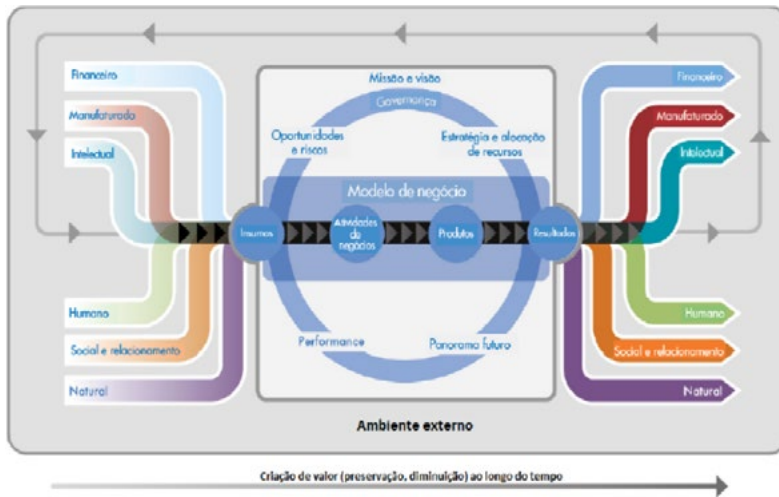 Financeiro
Manufaturado
Intelectual
Humano
Social e relacionamento
Natural
Missão e visão
Governança
Oportunidades
e riscos
Estratégia e alocação
de recursos
Modelo de negócio
Insumos
Atividades
de
negócios
Produtos
Resultados
Performance
Panorama futuro
Financeiro
Manufaturado
Intelectual
Humano
Social e relacionamento
Natural
Ambiente externo
Criação de valor (preservação, diminuição) ao longo do tempo